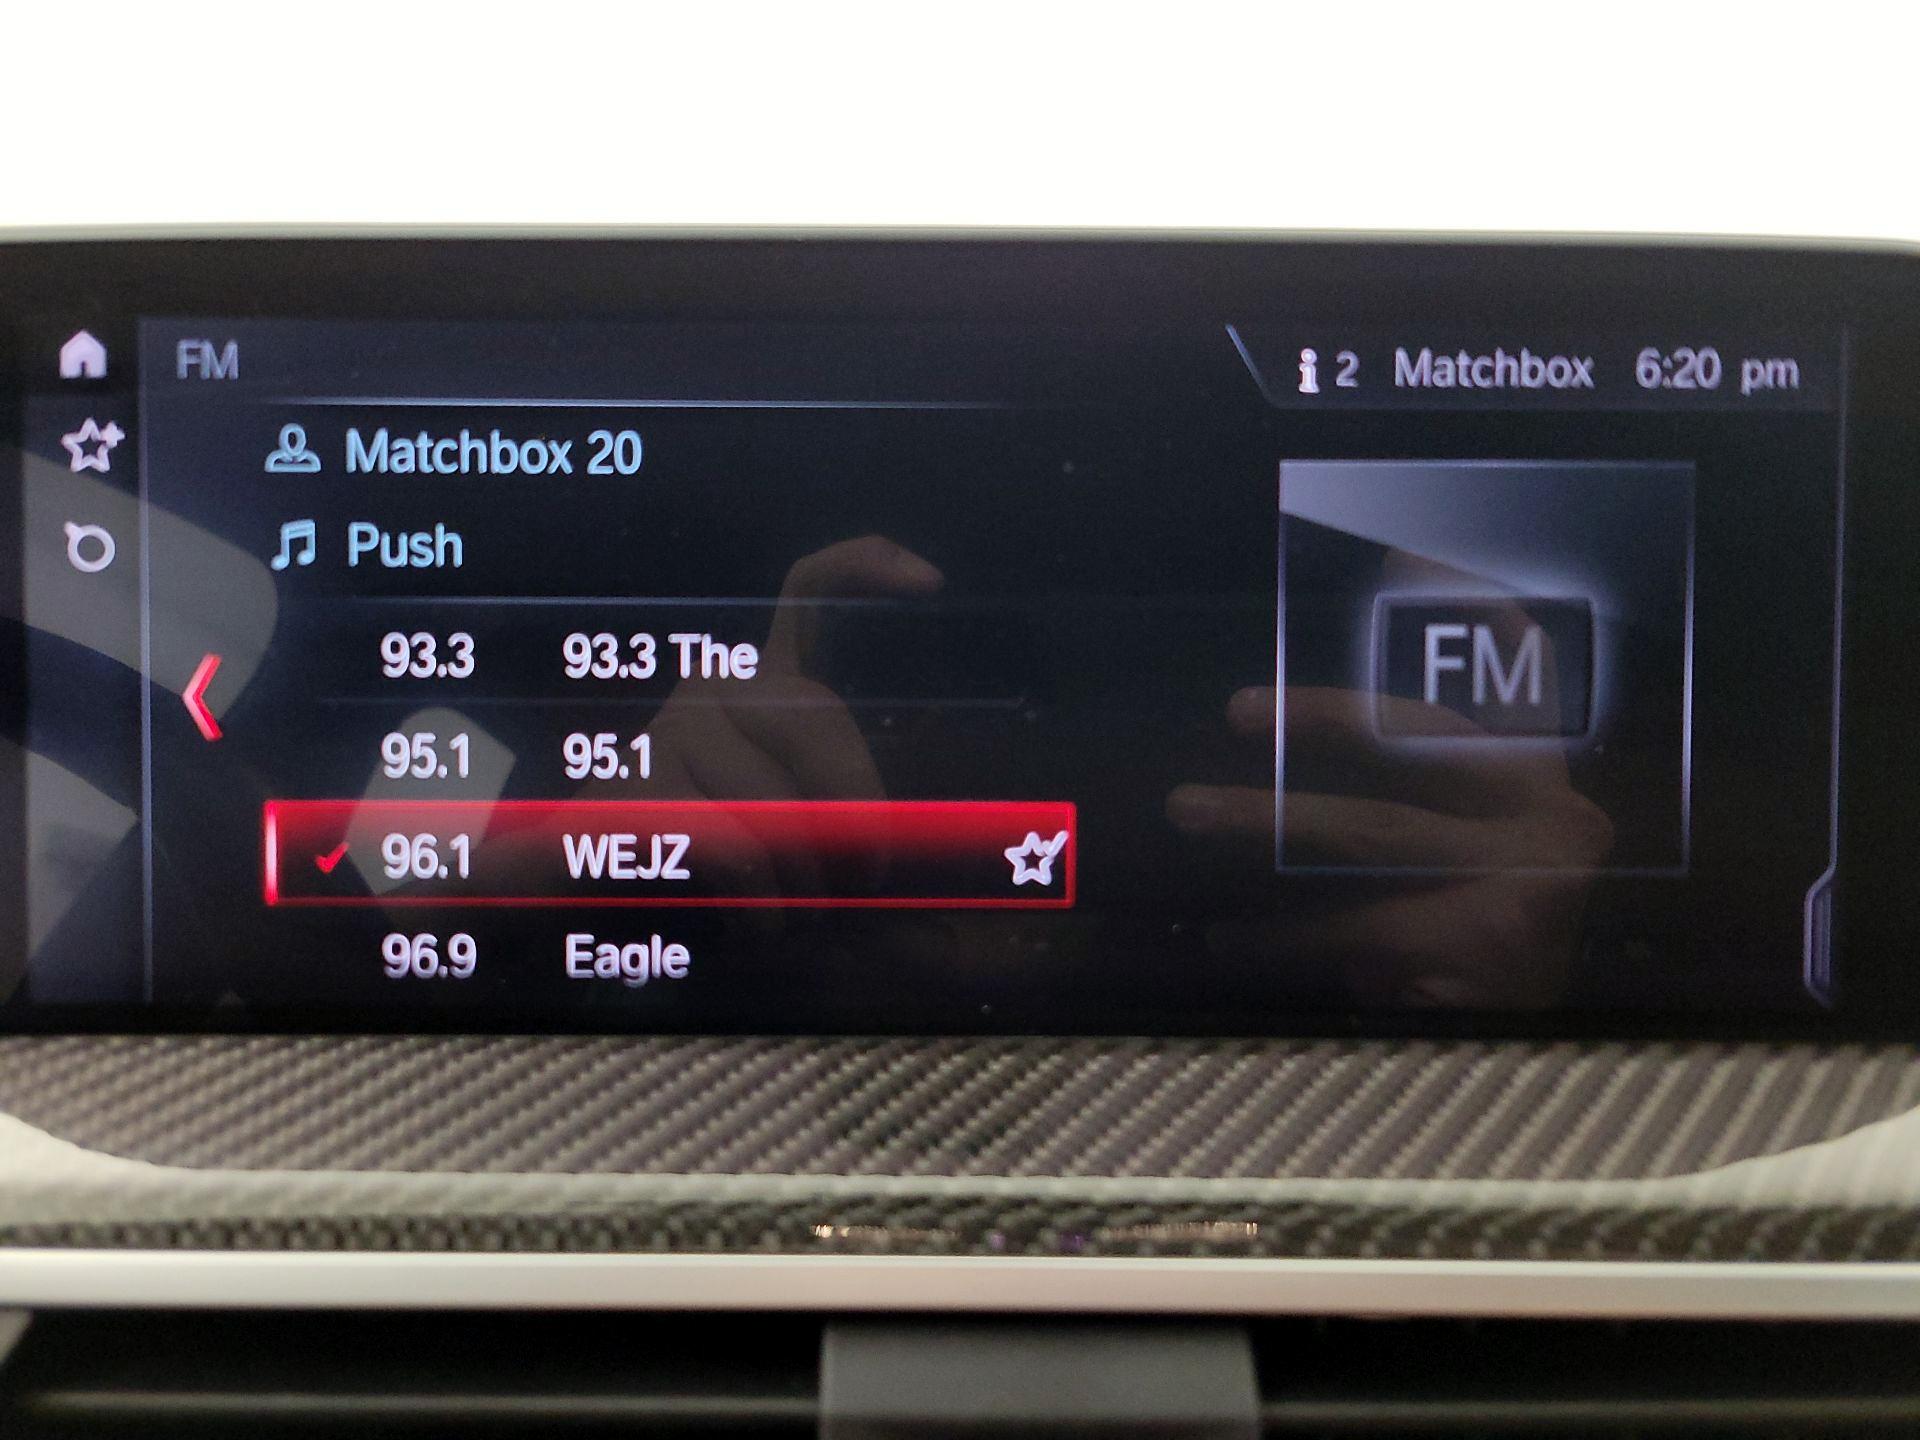 FM
2 Matchbox 6:20 pm
Matchbox 20
Push
93.3 93.3 The
95.1 95.1
96.1 WEJZ
96.9 Eagle
FM